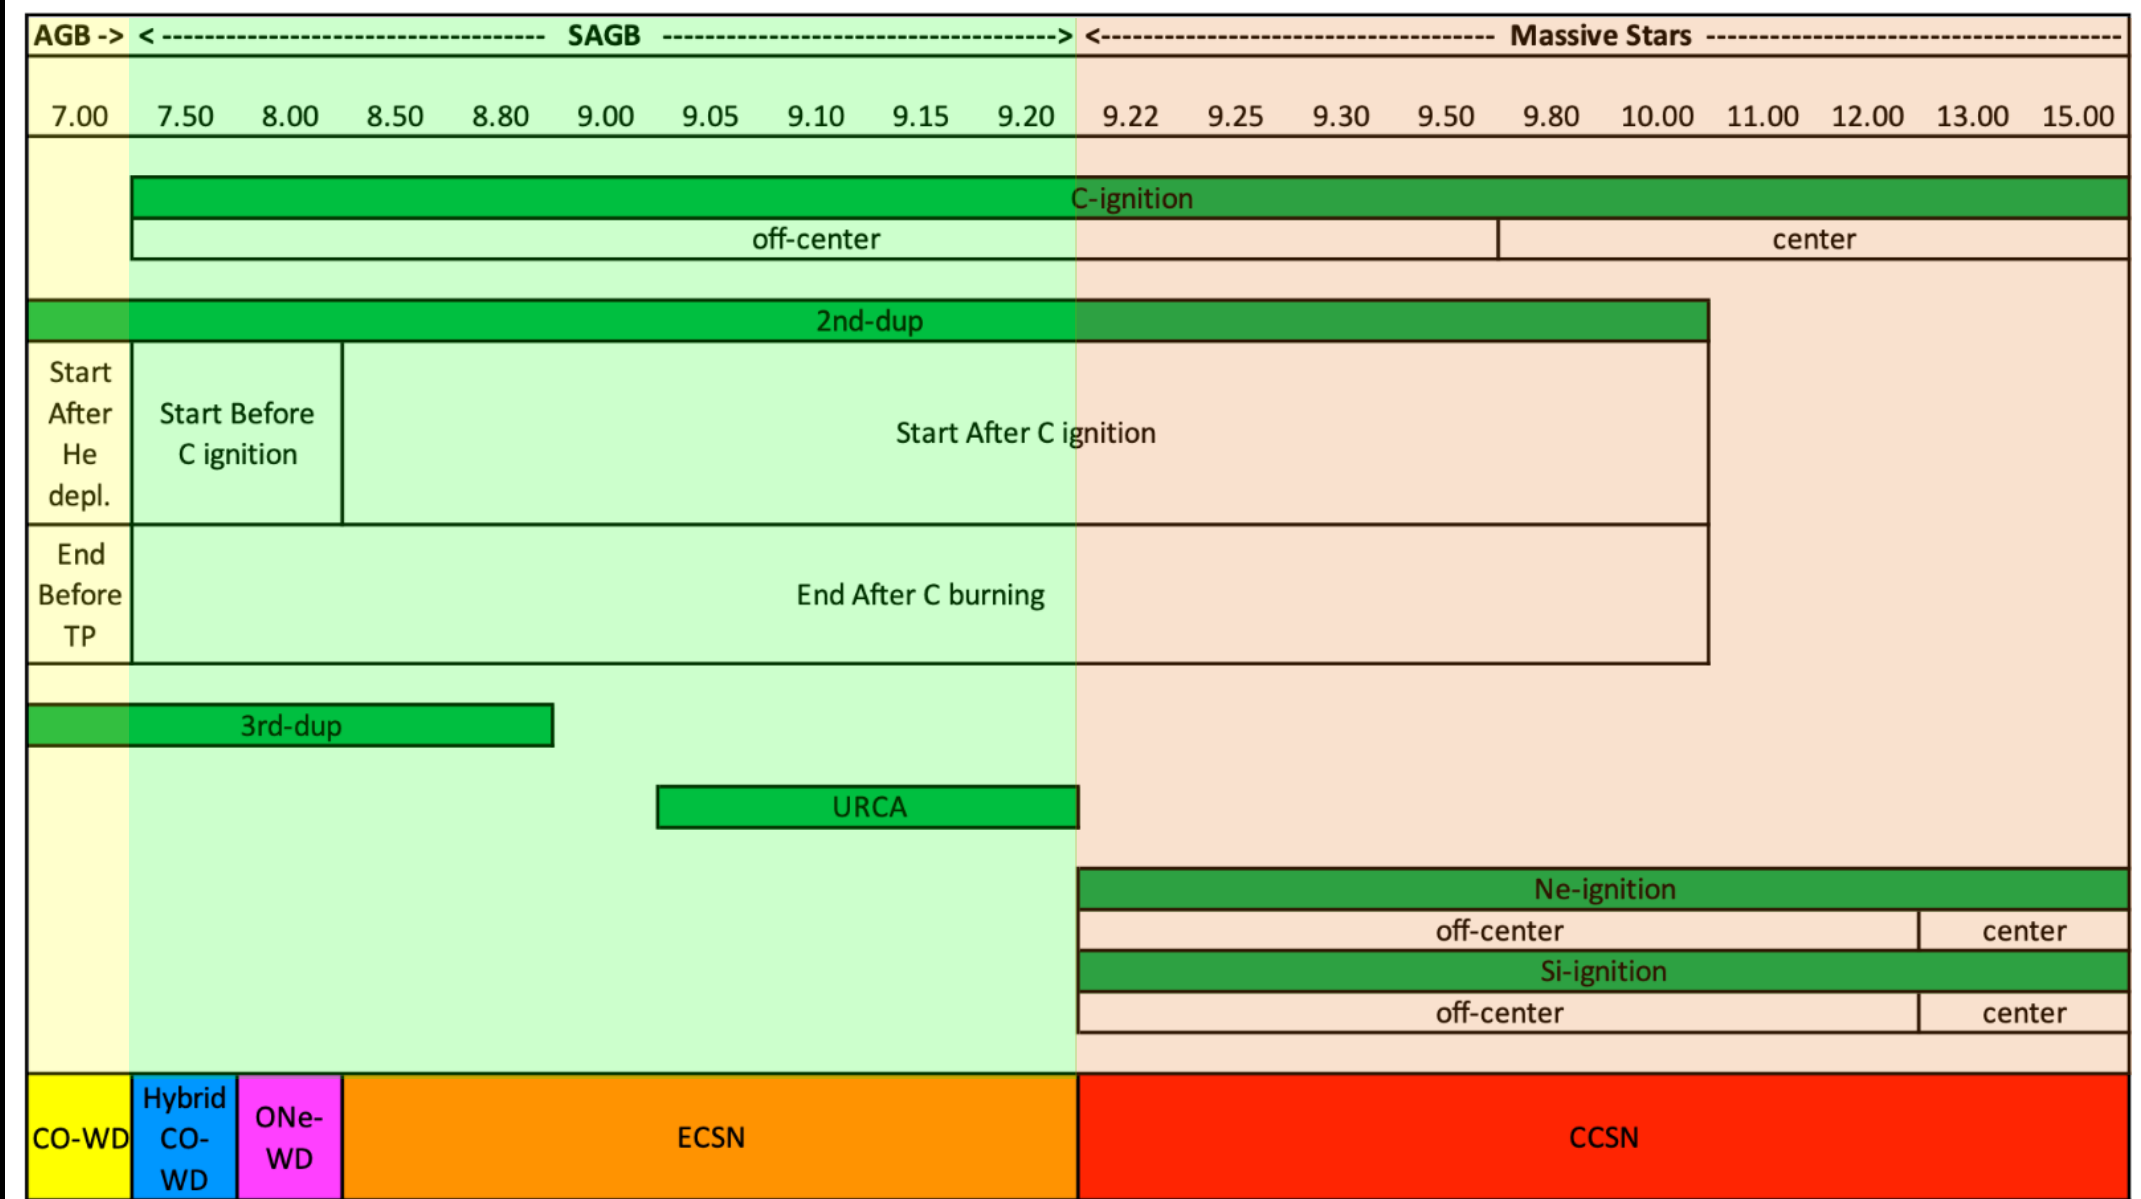 AGB -> < ----------------------------------- SAGB ------------------------------------> <------------------------------------ Massive Stars --------------------------------------
7.00 7.50 8.00 8.50 8.80 9.00 9.05 9.10 9.15 9.20 9.22 9.25 9.30 9.50 9.80 10.00 11.00 12.00 13.00 15.00
C-ignition
off-center center
2nd-dup
Start
After
He
depl.
Start Before
C ignition
Start After C ignition
End
Before
TP
End After C burning
3rd-dup
URCA
Ne-ignition
off-center center
Si-ignition
off-center center
CO-WD
Hybrid
CO-
WD
ONe-
WD
ECSN
CCSN